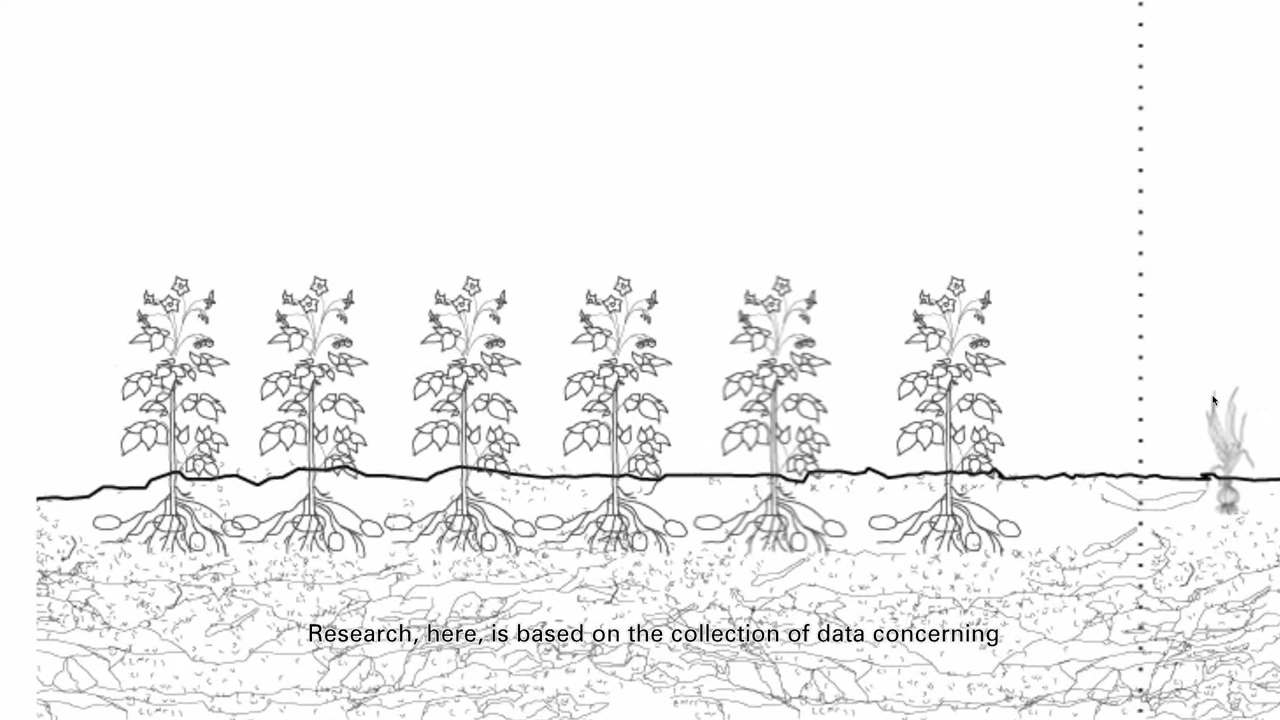 Research, here, is based on the collection of data concerning